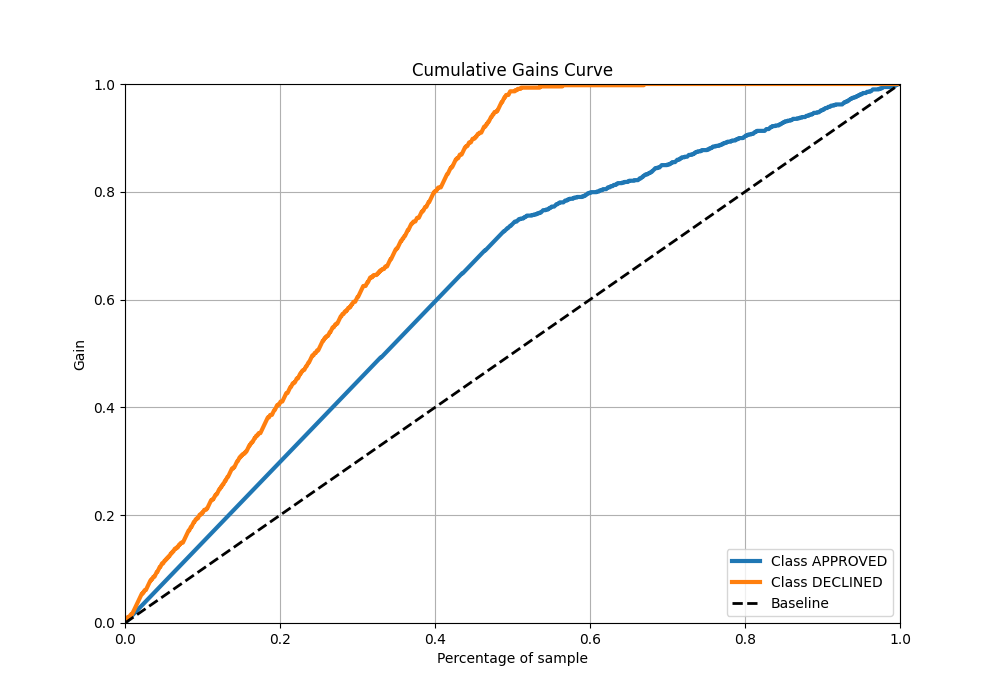 Cumulative Gains Curve
1.0
0.8
0.6
0.4
0.2
0.0
Gain
0.0 0.2 0.4 0.6 0.8 1.0
Percentage of sample
Class APPROVED
Class DECLINED
Baseline